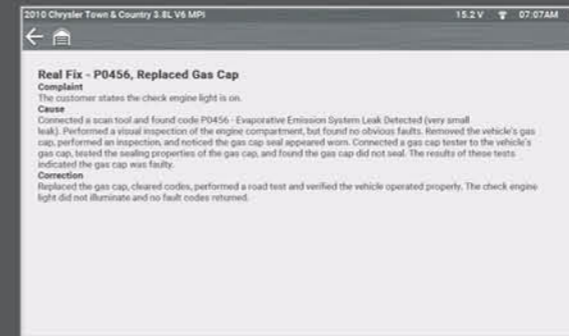 2010 Chrysler Town & Country 3.8L V6 MPI
15.2 V 07:07AM
Real Fix - P0456, Replaced Gas Cap
Complaint
The customer states the check engine light is on.
Cause
Connected a scan tool and found code P0456 - Evaporative Emission System Leak Detected (very small
leak). Performed a visual inspection of the engine compartment, but found no obvious faults. Removed the vehicle's gas
cap, performed an inspection, and noticed the gas cap seal appeared worn. Connected a gas cap tester to the vehicle's
gas cap, tested the sealing properties of the gas cap, and found the gas cap did not seal. The results of these tests
indicated the gas cap was faulty.
Correction
Replaced the gas cap, cleared codes, performed a road test and verified the vehicle operated properly. The check engine
light did not illuminate and no fault codes returned.